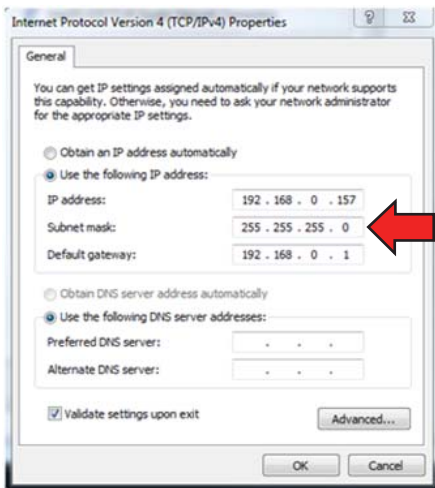 Internet Protocol Version 4 (TCP/IPv4) Properties
General
You can get IP settings assigned automatically if your network supports
this capability. Otherwise, you need to ask your network administrator
for the appropriate IP settings.
Obtain an IP address automatically
Use the following IP address:
IP address: 192 . 168 . 0 . 157
Subnet mask: 255 . 255 . 255 . 0
Default gateway: 192 . 168 . 0 . 1
Obtain DNS server address automatically
Use the following DNS server addresses:
Preferred DNS server: . . .
Alternate DNS server: . . .
Validate settings upon exit
Advanced...
OK Cancel